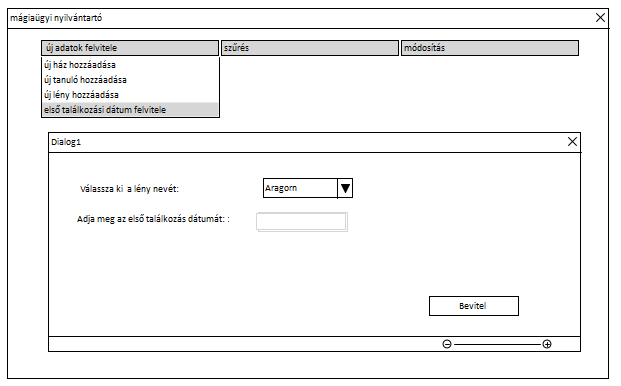 mágiaügyi nyilvántartó
új adatok felvitele szűrés módosítás
új ház hozzáadása
új tanuló hozzáadása
új lény hozzáadása
első találkozási dátum felvitele
Dialog1
Válassza ki a lény nevét: Aragorn
Adja meg az első találkozás dátumát: :
Bevitel